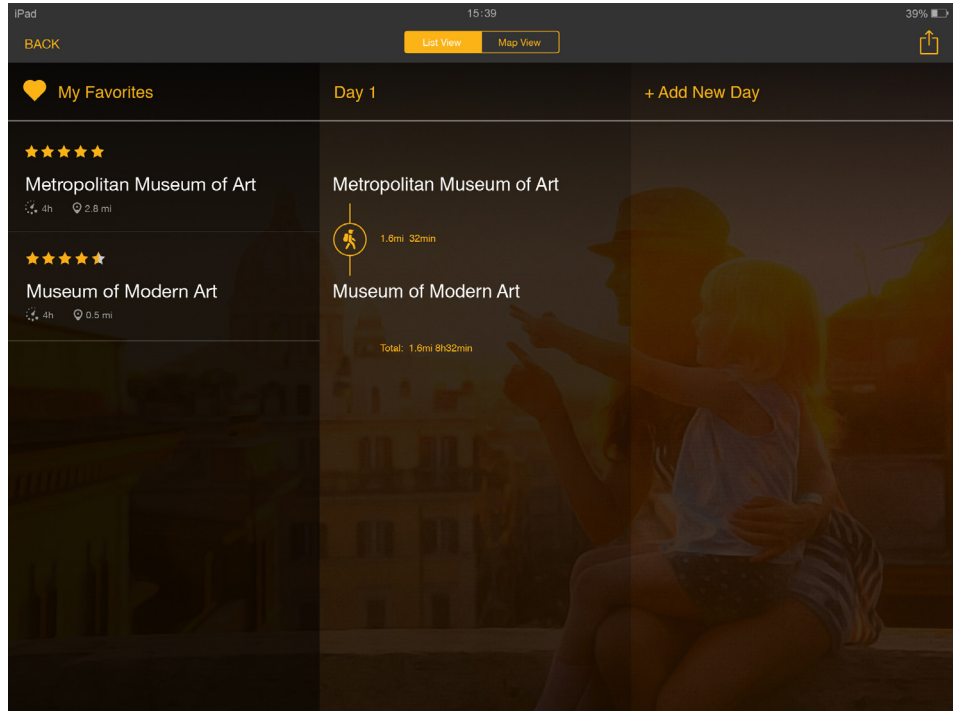 iPad
15:39
39%
BACK
List View
Map View
My Favorites
Day 1
+ Add New Day
Metropolitan Museum of Art
4h 2.8 mi
Museum of Modern Art
4h 0.5 mi
Metropolitan Museum of Art
1.6mi 32min
Museum of Modern Art
Total: 1.6mi 8h32min